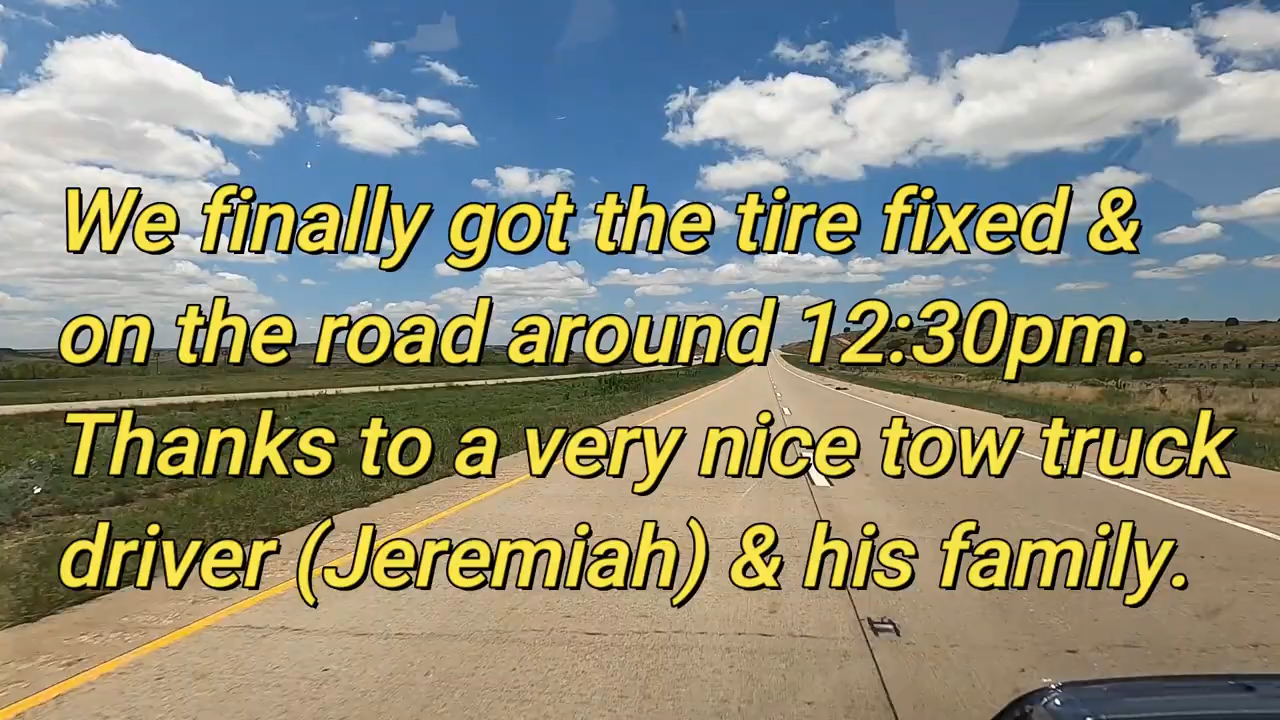 We finally got the tire fixed &
on the road around 12:30pm.
Thanks to a very nice tow truck
driver (Jeremiah) & his family.